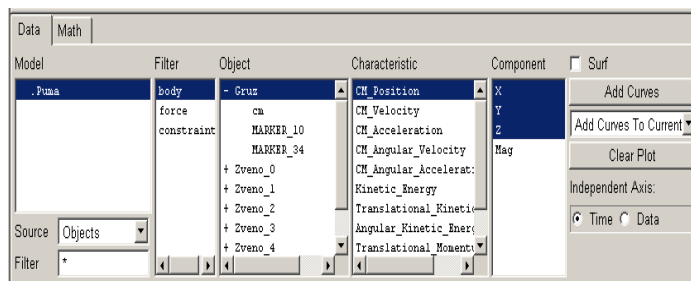 Data Math
Model Filter Object Characteristic Component Surf
.Puma body - Gruz CM_Position X Add Curves
force cm CM_Velocity Y
constraint MARKER_10 CM_Acceleration Z Add Curves To Current
MARKER_34 CM_Angular_Velocity Mag Clear Plot
+ Zveno_0 CM_Angular_Accelerat
+ Zveno_1 Kinetic_Energy Independent Axis:
+ Zveno_2 Translational_Kinetic
Source Objects + Zveno_3 Angular_Kinetic_Energ Time Data
Filter * + Zveno_4 Translational_Moment